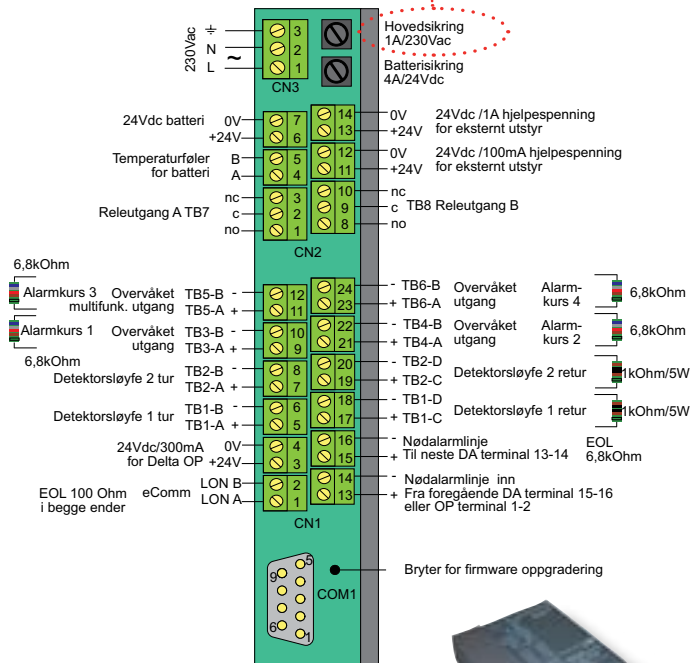 Hovedsikring
1A/230Vac
Batterisikring
4A/24Vdc
230Vac
N
~
L
3
2
1
CN3
24Vdc batteri 0V 7
+24V 6
Temperaturføler B 5
for batteri A 4
nc 3
Releutgang A TB7 c 2
no 1
14 0V 24Vdc /1A hjelpespenning
13 +24V for eksternt utstyr
12 0V 24Vdc /100mA hjelpespenning
11 +24V for eksternt utstyr
10 nc
9 c TB8 Releutgang B
8 no
CN2
6,8kOhm
Alarmkurs 3 Overvåket TB5-B - 12
multifunk. utgang TB5-A + 11
Alarmkurs 1 Overvåket TB3-B - 10
utgang TB3-A + 9
6,8kOhm
TB2-B - 8
Detektorsløyfe 2 tur TB2-A + 7
TB1-B - 6
Detektorsløyfe 1 tur TB1-A + 5
24Vdc/300mA 0V 4
for Delta OP +24V 3
EOL 100 Ohm eComm LON B 2
i begge ender LON A 1
24 - TB6-B Overvåket Alarm-
23 + TB6-A utgang kurs 4 6,8kOhm
22 - TB4-B Overvåket Alarm-
21 + TB4-A utgang kurs 2 6,8kOhm
20 - TB2-D
19 + TB2-C Detektorsløyfe 2 retur 1kOhm/5W
18 - TB1-D
17 + TB1-C Detektorsløyfe 1 retur 1kOhm/5W
16 - Nødalarmlinje EOL
15 + Til neste DA terminal 13-14 6,8kOhm
14 - Nødalarmlinje inn
13 + Fra foregående DA terminal 15-16
eller OP terminal 1-2
CN1
5
9
6
1
COM1
Bryter for firmware oppgradering